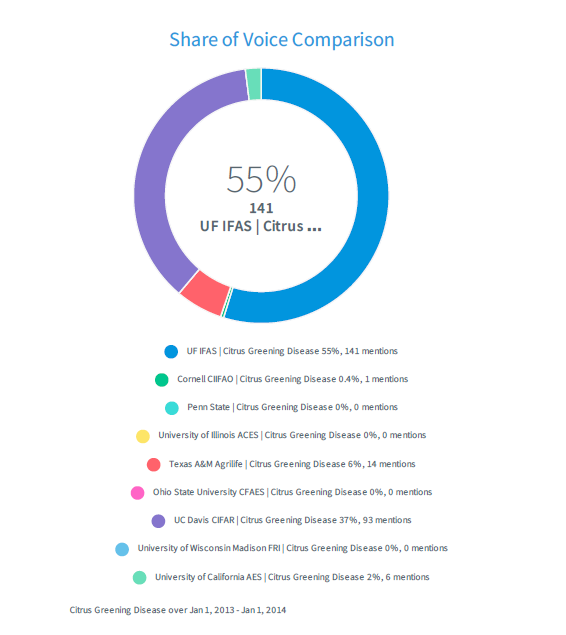 Share of Voice Comparison
55%
141
UF IFAS | Citrus ...
UF IFAS | Citrus Greening Disease 55%, 141 mentions
Cornell CIIFAO | Citrus Greening Disease 0.4%, 1 mentions
Penn State | Citrus Greening Disease 0%, 0 mentions
University of Illinois ACES | Citrus Greening Disease 0%, 0 mentions
Texas A&M Agrilife | Citrus Greening Disease 6%, 14 mentions
Ohio State University CFAES | Citrus Greening Disease 0%, 0 mentions
UC Davis CIFAR | Citrus Greening Disease 37%, 93 mentions
University of Wisconsin Madison FRI | Citrus Greening Disease 0%, 0 mentions
University of California AES | Citrus Greening Disease 2%, 6 mentions
Citrus Greening Disease over Jan 1, 2013 - Jan 1, 2014